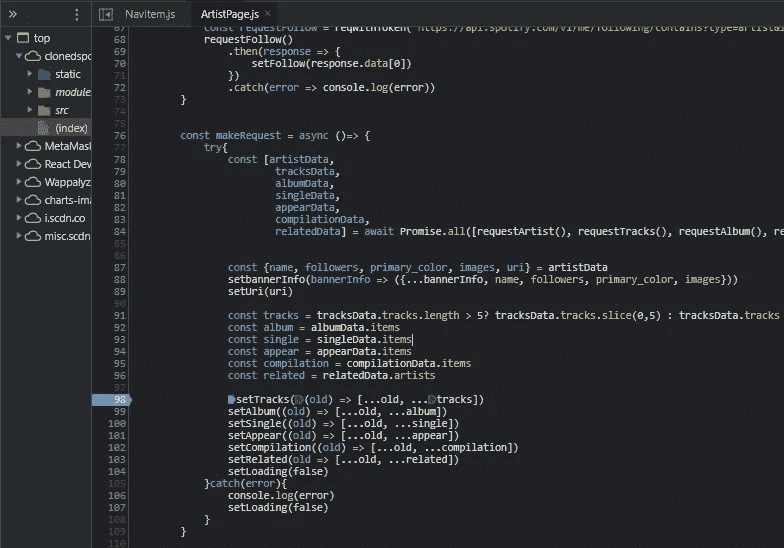 NavItem.js
ArtistPage.js ×
top
clonedspo
static
module
src
(index)
MetaMas
React Dev
Wappalyz
charts-ima
i.scdn.co
misc.scdn
67 const requestFollow = reqWithToken('https://api.spotify.com/v1/me/following/contains?type=artist&
68 requestFollow()
69 .then(response => {
70 setFollow(response.data[0])
71 })
72 .catch(error => console.log(error))
73 }
74
75
76 const makeRequest = async ()=> {
77 try{
78 const [artistData,
79 tracksData,
80 albumData,
81 singleData,
82 appearData,
83 compilationData,
84 relatedData] = await Promise.all([requestArtist(), requestTracks(), requestAlbum(), re
85
86
87 const {name, followers, primary_color, images, uri} = artistData
88 setbannerInfo(bannerInfo => ({...bannerInfo, name, followers, primary_color, images}))
89 setUri(uri)
90
91 const tracks = tracksData.tracks.length > 5? tracksData.tracks.slice(0,5) : tracksData.tracks
92 const album = albumData.items
93 const single = singleData.items
94 const appear = appearData.items
95 const compilation = compilationData.items
96 const related = relatedData.artists
97
98 setTracks((old) => [...old, ...tracks])
99 setAlbum((old) => [...old, ...album])
100 setSingle((old) => [...old, ...single])
101 setAppear((old) => [...old, ...appear])
102 setCompilation((old) => [...old, ...compilation])
103 setRelated(old => [...old, ...related])
104 setLoading(false)
105 }catch(error){
106 console.log(error)
107 setLoading(false)
108 }
109 }
110